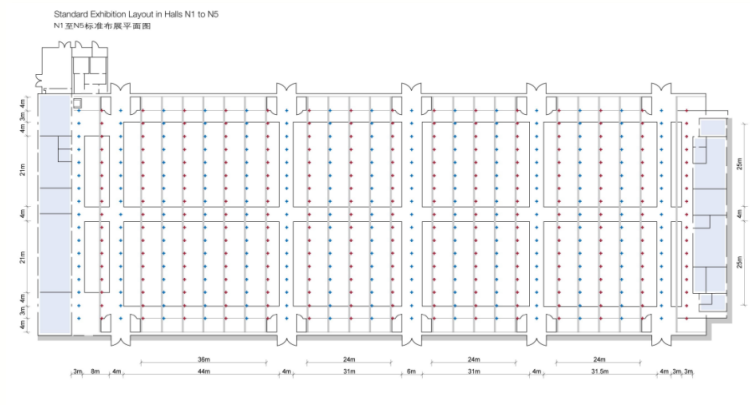 Standard Exhibition Layout in Halls N1 to N5
N1至N5标准布展平面图
4m
3m
4m
21m
4m
21m
4m
3m
4m
25m
4m
25m
36m 24m 24m 24m
3m 8m 4m 44m 4m 31m 6m 31m 4m 31.5m 4m 3m 3m